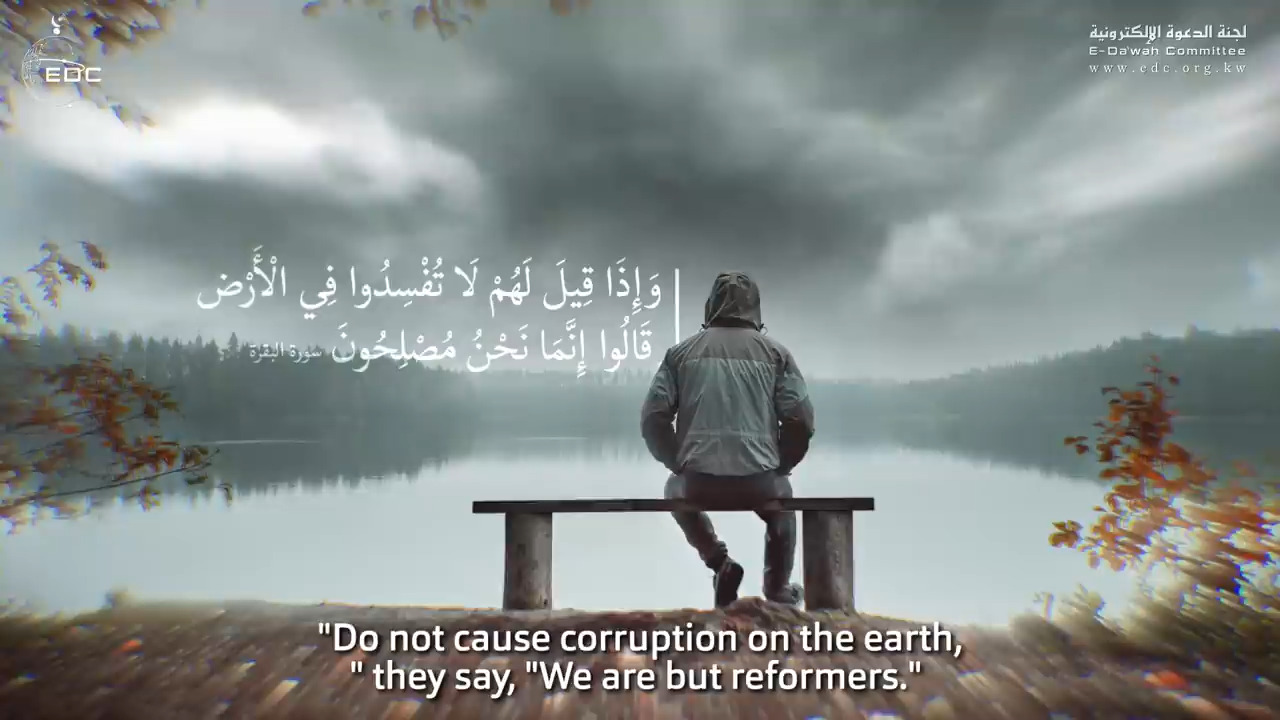 EDC
لجنة الدعوة الإلكترونية
E-Da'wah Committee
www.edc.org.kw
وَإِذَا قِيلَ لَهُمْ لَا تُفْسِدُوا فِي الْأَرْضِ
قَالُوا إِنَّمَا نَحْنُ مُصْلِحُونَ سورة البقرة
"Do not cause corruption on the earth,
" they say, "We are but reformers."